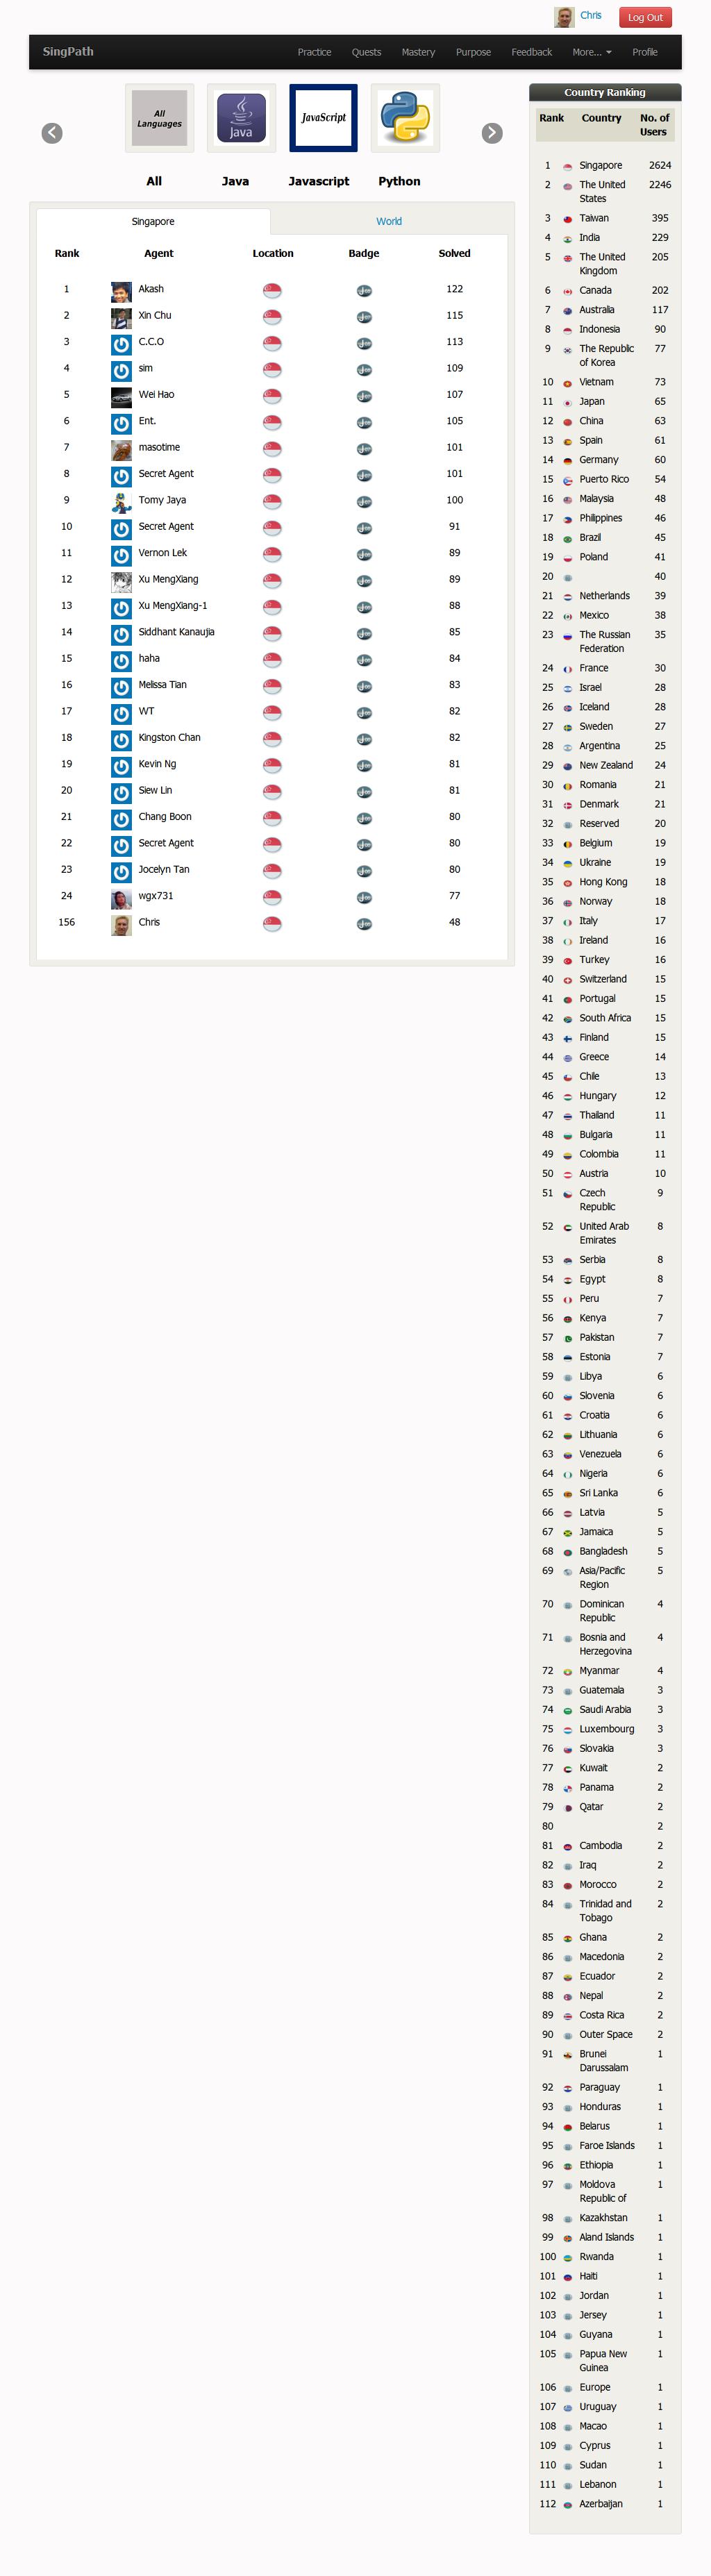 Chris Log Out
SingPath Practice Quests Mastery Purpose Feedback More... Profile
All
Languages
Java
JavaScript
All Java Javascript Python
Singapore World
Rank Agent Location Badge Solved
1 Akash 122
2 Xin Chu 115
3 C.C.O 113
4 sim 109
5 Wei Hao 107
6 Ent. 105
7 masotime 101
8 Secret Agent 101
9 Tomy Jaya 100
10 Secret Agent 91
11 Vernon Lek 89
12 Xu MengXiang 89
13 Xu MengXiang-1 88
14 Siddhant Kanaujia 85
15 haha 84
16 Melissa Tian 83
17 WT 82
18 Kingston Chan 82
19 Kevin Ng 81
20 Siew Lin 81
21 Chang Boon 80
22 Secret Agent 80
23 Jocelyn Tan 80
24 wgx731 77
156 Chris 48
Country Ranking
Rank Country No. of
Users
1 Singapore 2624
2 The United 2246
States
3 Taiwan 395
4 India 229
5 The United 205
Kingdom
6 Canada 202
7 Australia 117
8 Indonesia 90
9 The Republic 77
of Korea
10 Vietnam 73
11 Japan 65
12 China 63
13 Spain 61
14 Germany 60
15 Puerto Rico 54
16 Malaysia 48
17 Philippines 46
18 Brazil 45
19 Poland 41
20 40
21 Netherlands 39
22 Mexico 38
23 The Russian 35
Federation
24 France 30
25 Israel 28
26 Iceland 28
27 Sweden 27
28 Argentina 25
29 New Zealand 24
30 Romania 21
31 Denmark 21
32 Reserved 20
33 Belgium 19
34 Ukraine 19
35 Hong Kong 18
36 Norway 18
37 Italy 17
38 Ireland 16
39 Turkey 16
40 Switzerland 15
41 Portugal 15
42 South Africa 15
43 Finland 15
44 Greece 14
45 Chile 13
46 Hungary 12
47 Thailand 11
48 Bulgaria 11
49 Colombia 11
50 Austria 10
51 Czech 9
Republic
52 United Arab 8
Emirates
53 Serbia 8
54 Egypt 8
55 Peru 7
56 Kenya 7
57 Pakistan 7
58 Estonia 7
59 Libya 6
60 Slovenia 6
61 Croatia 6
62 Lithuania 6
63 Venezuela 6
64 Nigeria 6
65 Sri Lanka 6
66 Latvia 5
67 Jamaica 5
68 Bangladesh 5
69 Asia/Pacific 5
Region
70 Dominican 4
Republic
71 Bosnia and 4
Herzegovina
72 Myanmar 4
73 Guatemala 3
74 Saudi Arabia 3
75 Luxembourg 3
76 Slovakia 3
77 Kuwait 2
78 Panama 2
79 Qatar 2
80 2
81 Cambodia 2
82 Iraq 2
83 Morocco 2
84 Trinidad and 2
Tobago
85 Ghana 2
86 Macedonia 2
87 Ecuador 2
88 Nepal 2
89 Costa Rica 2
90 Outer Space 2
91 Brunei 1
Darussalam
92 Paraguay 1
93 Honduras 1
94 Belarus 1
95 Faroe Islands 1
96 Ethiopia 1
97 Moldova 1
Republic of
98 Kazakhstan 1
99 Aland Islands 1
100 Rwanda 1
101 Haiti 1
102 Jordan 1
103 Jersey 1
104 Guyana 1
105 Papua New 1
Guinea
106 Europe 1
107 Uruguay 1
108 Macao 1
109 Cyprus 1
110 Sudan 1
111 Lebanon 1
112 Azerbaijan 1